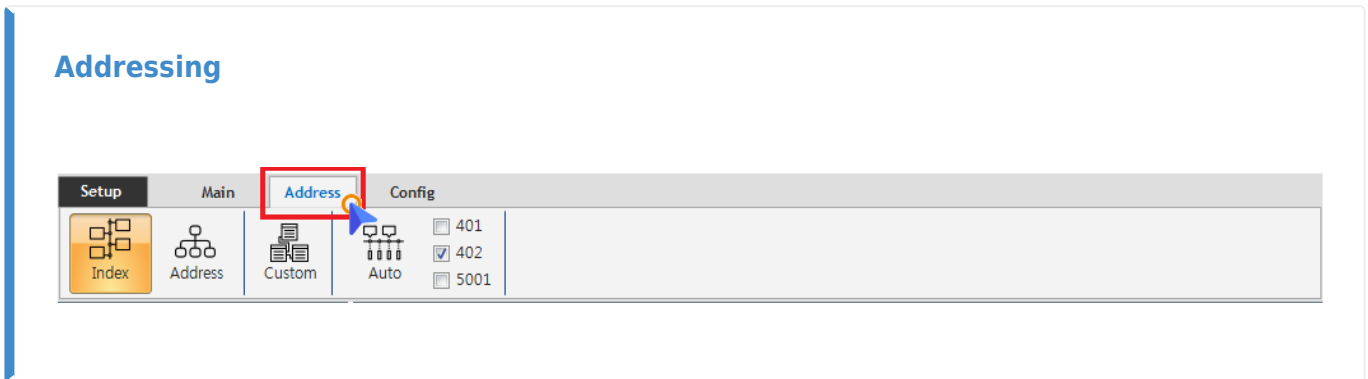 Addressing
Setup Main Address Config
401
402
5001
Index Address Custom Auto